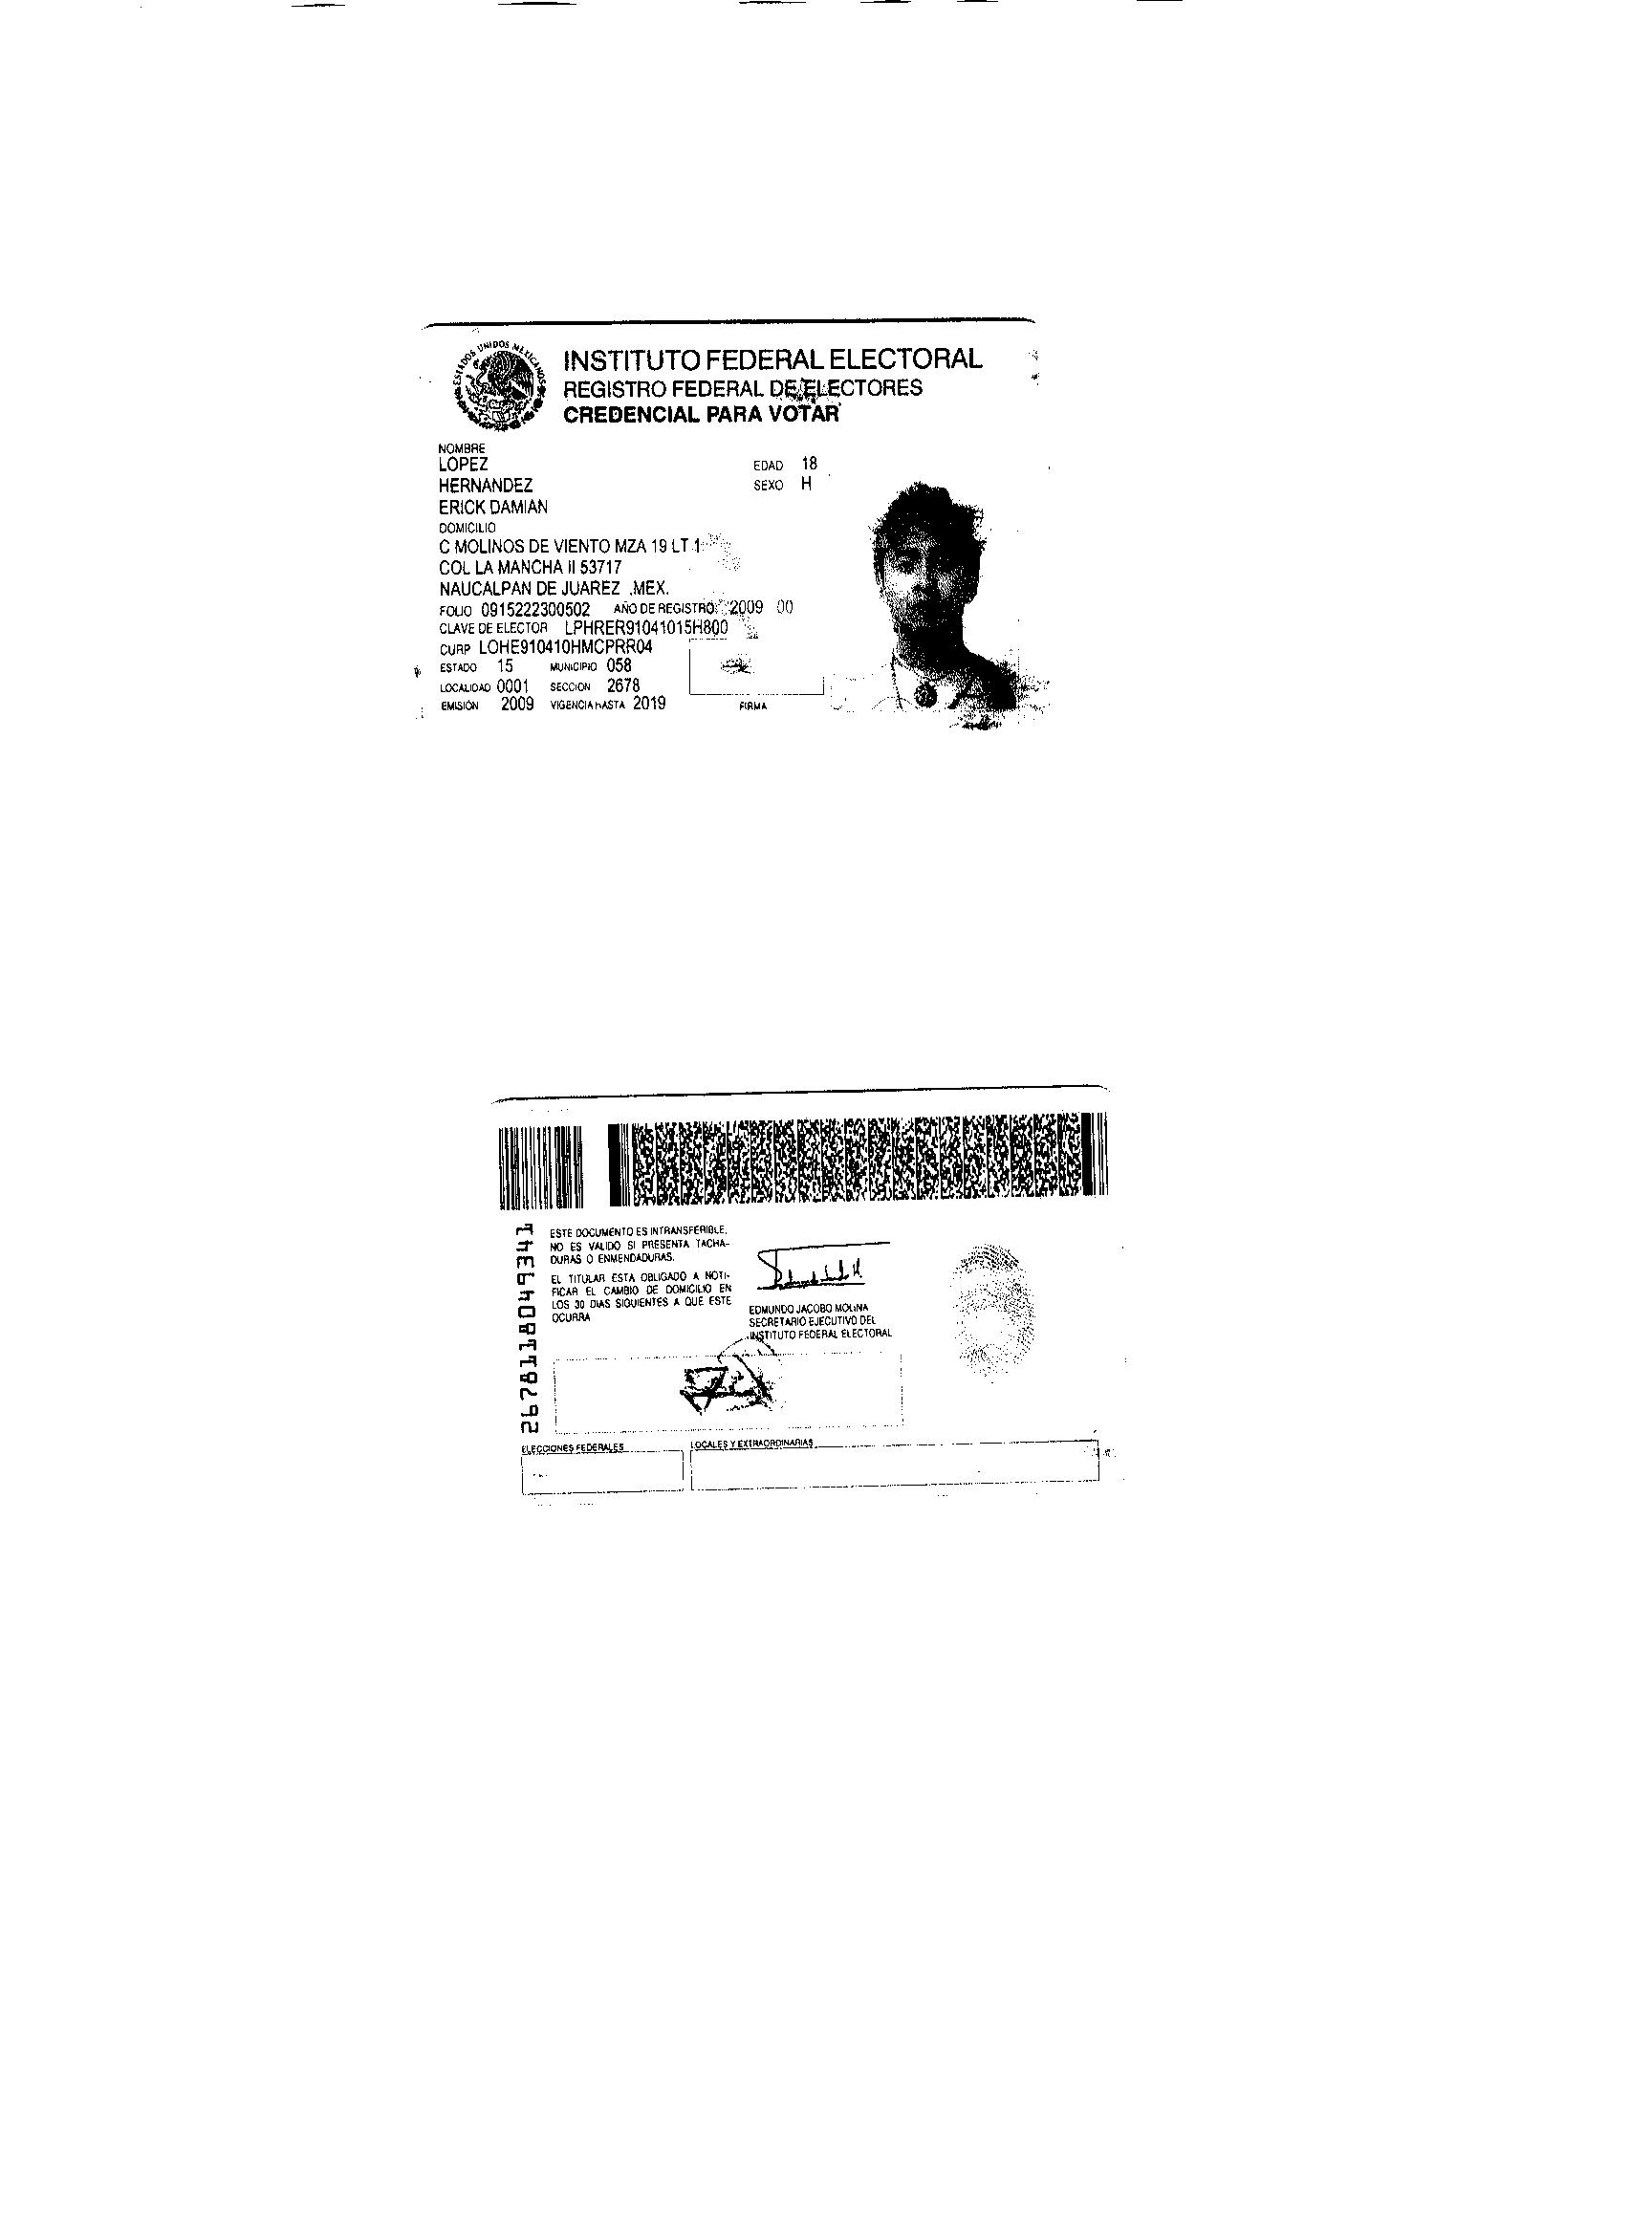 ESTADOS UNIDOS MEXICANOS
INSTITUTO FEDERAL ELECTORAL
REGISTRO FEDERAL DE ELECTORES
CREDENCIAL PARA VOTAR
NOMBRE
LOPEZ
HERNANDEZ
ERICK DAMIAN
EDAD 18
SEXO H
DOMICILIO
C MOLINOS DE VIENTO MZA 19 LT 1
COL LA MANCHA II 53717
NAUCALPAN DE JUAREZ ,MEX.
FOLIO 0915222300502 AÑO DE REGISTRO 2009 00
CLAVE DE ELECTOR LPHRER91041015H800
CURP LOHE910410HMCPRR04
ESTADO 15 MUNICIPIO 058
LOCALIDAD 0001 SECCION 2678
EMISIÓN 2009 VIGENCIA HASTA 2019
FIRMA
2678118049341
ESTE DOCUMENTO ES INTRANSFERIBLE,
NO ES VALIDO SI PRESENTA TACHA-
DURAS O ENMENDADURAS.
EL TITULAR ESTA OBLIGADO A NOTI-
FICAR EL CAMBIO DE DOMICILIO EN
LOS 30 DIAS SIGUIENTES A QUE ESTE
OCURRA
EDMUNDO JACOBO MOLINA
SECRETARIO EJECUTIVO DEL
INSTITUTO FEDERAL ELECTORAL
ELECCIONES FEDERALES
LOCALES Y EXTRAORDINARIAS